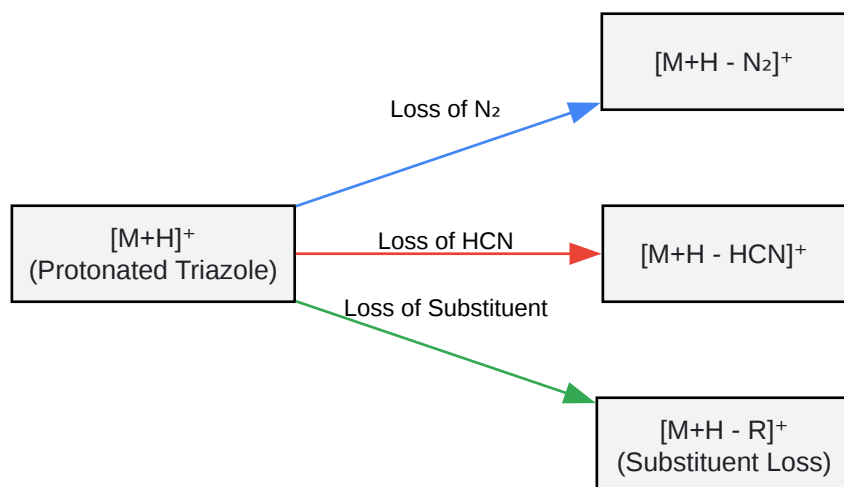 [M+H - N₂]⁺
Loss of N₂
[M+H]⁺
(Protonated Triazole)
Loss of HCN
[M+H - HCN]⁺
Loss of Substituent
[M+H - R]⁺
(Substituent Loss)